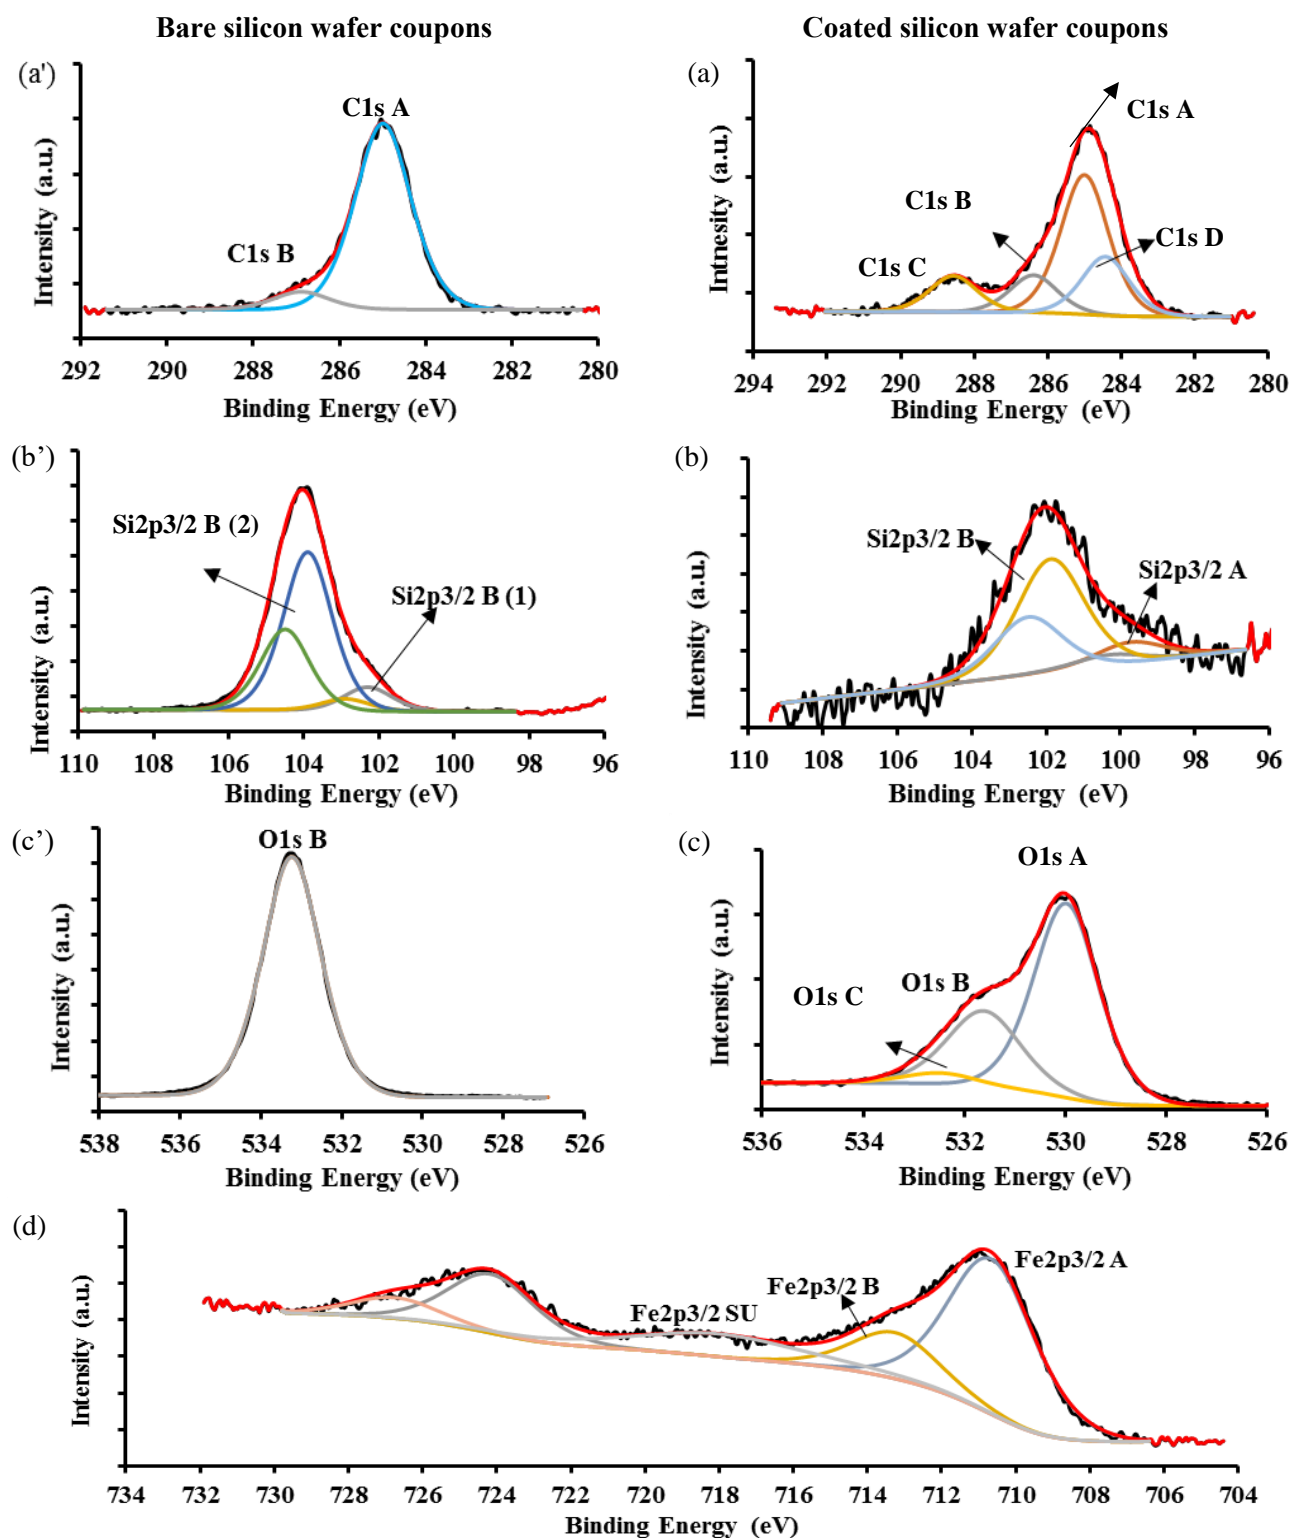 Bare silicon wafer coupons
Coated silicon wafer coupons
(a')
C1s A
C1s B
Intensity (a.u.)
292 290 288 286 284 282 280
Binding Energy (eV)
(a)
C1s A
C1s B
C1s D
C1s C
Intnesity (a.u.)
294 292 290 288 286 284 282 280
Binding Energy (eV)
(b’)
Si2p3/2 B (2)
Si2p3/2 B (1)
Intensity (a.u.)
110 108 106 104 102 100 98 96
Binding Energy (eV)
(b)
Si2p3/2 B
Si2p3/2 A
Intensity (a.u.)
110 108 106 104 102 100 98 96
Binding Energy (eV)
(c’)
O1s B
Intensity (a.u.)
538 536 534 532 530 528 526
Binding Energy (eV)
(c)
O1s A
O1s B
O1s C
Intensity (a.u.)
536 534 532 530 528 526
Binding Energy (eV)
(d)
Fe2p3/2 A
Fe2p3/2 B
Fe2p3/2 SU
Intensity (a.u.)
734 730 728 726 724 722 720 718 716 714 711 710 708 706 704
Binding Energy (eV)